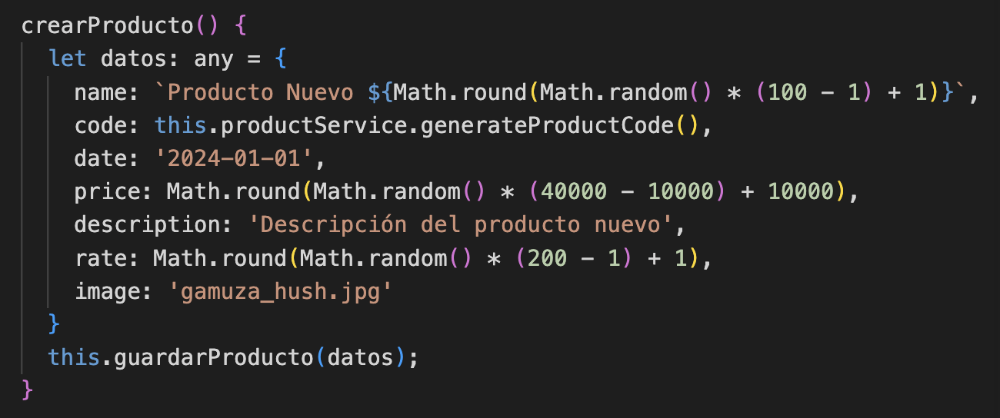 crearProducto() {
let datos: any = {
name: `Producto Nuevo ${Math.round(Math.random() * (100 - 1) + 1)}`,
code: this.productService.generateProductCode(),
date: '2024-01-01',
price: Math.round(Math.random() * (40000 - 10000) + 10000),
description: 'Descripción del producto nuevo',
rate: Math.round(Math.random() * (200 - 1) + 1),
image: 'gamuza_hush.jpg'
}
this.guardarProducto(datos);
}